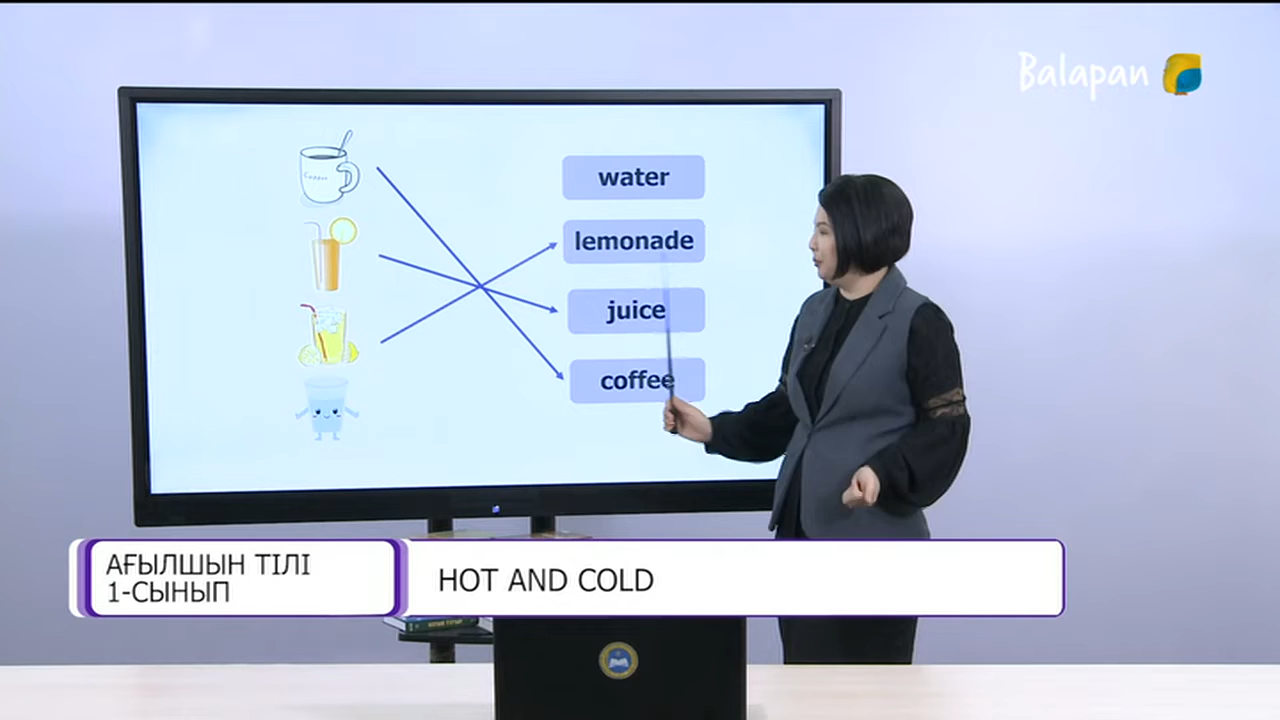 Balapan
water
lemonade
juice
coffee
АҒЫЛШЫН ТІЛІ
1-СЫНЫП
HOT AND COLD